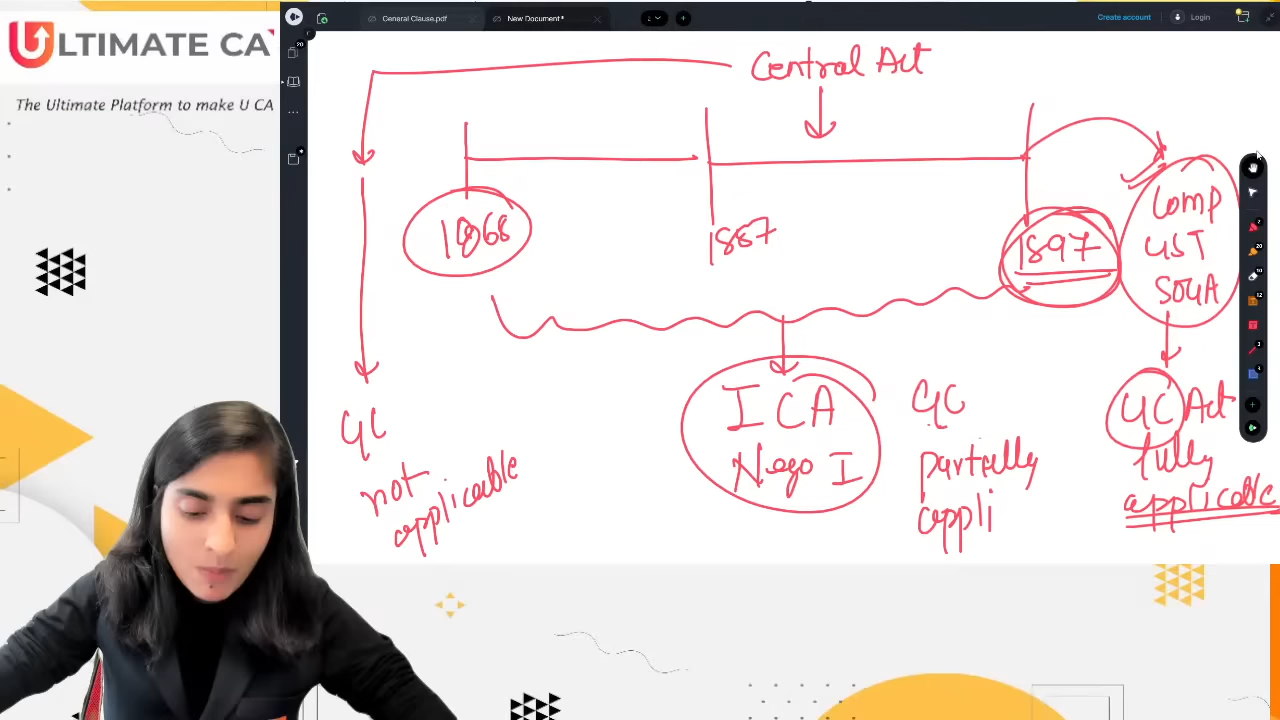 ULTIMATE CA
The Ultimate Platform to make U CA
General Clause.pdf
New Document*
Create account
Login
Central Act
1868
1887
1897
Comp
GST
SOGA
ICA
Nego I
GC
not
applicable
GC
partially
appli
GC Act
fully
applicable